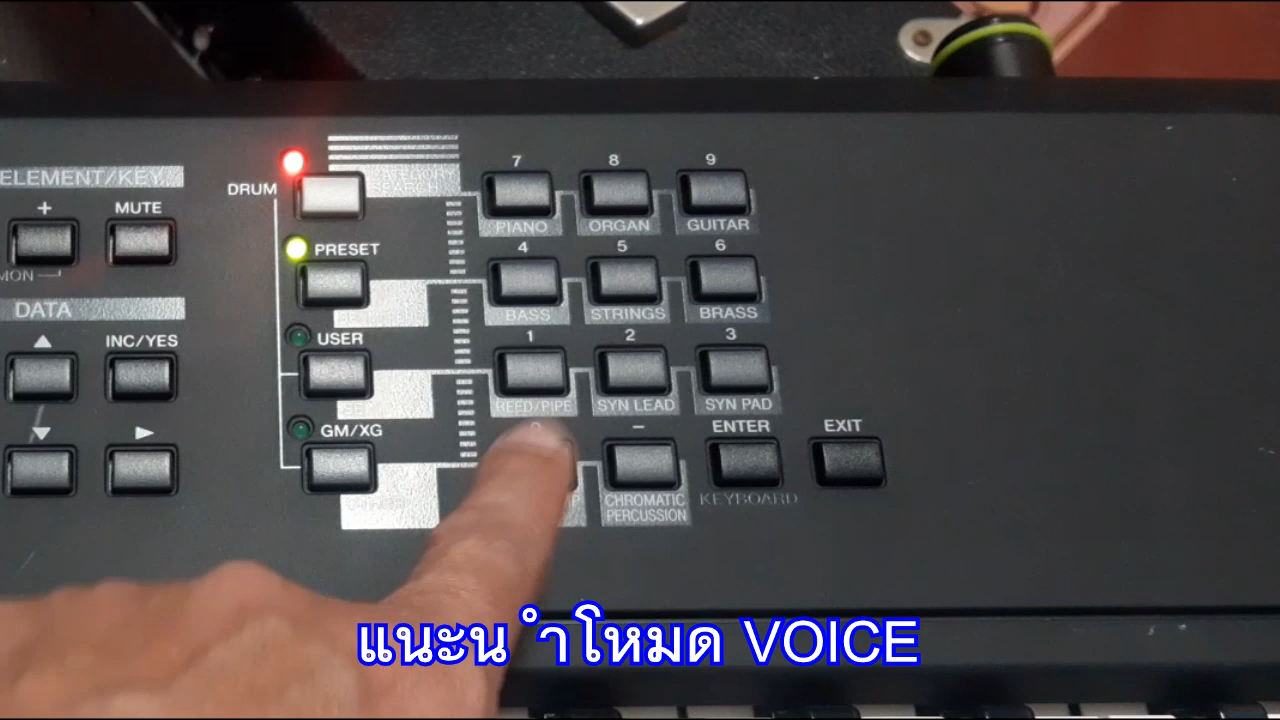 ELEMENT/KEY
+
MUTE
DATA
INC/YES
DRUM
CATEGORY
SEARCH
PRESET
USER
GM/XG
7 8 9
PIANO ORGAN GUITAR
4 5 6
BASS STRINGS BRASS
1 2 3
REED/PIPE SYN LEAD SYN PAD
– ENTER EXIT
CHROMATIC
PERCUSSION
KEYBOARD
แนะนำโหมด VOICE